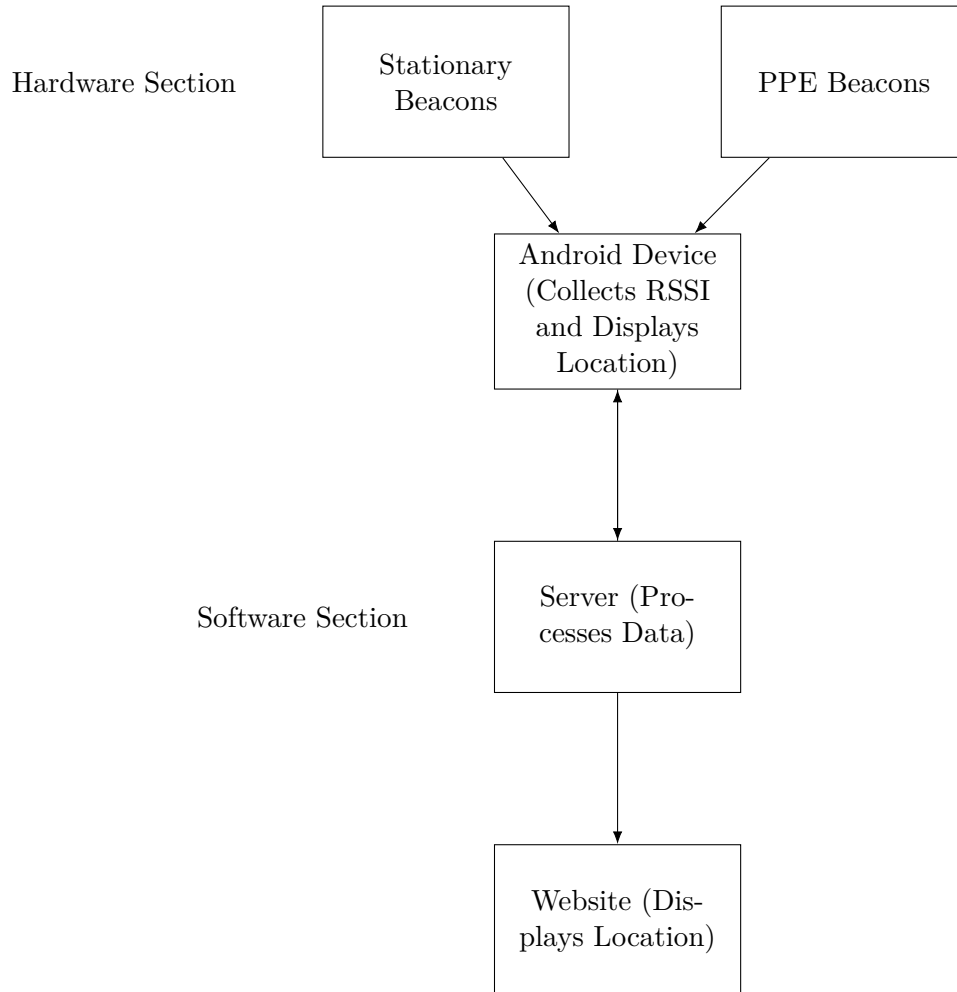 Hardware Section
Stationary
Beacons
PPE Beacons
Android Device
(Collects RSSI
and Displays
Location)
Software Section
Server (Pro-
cesses Data)
Website (Dis-
plays Location)